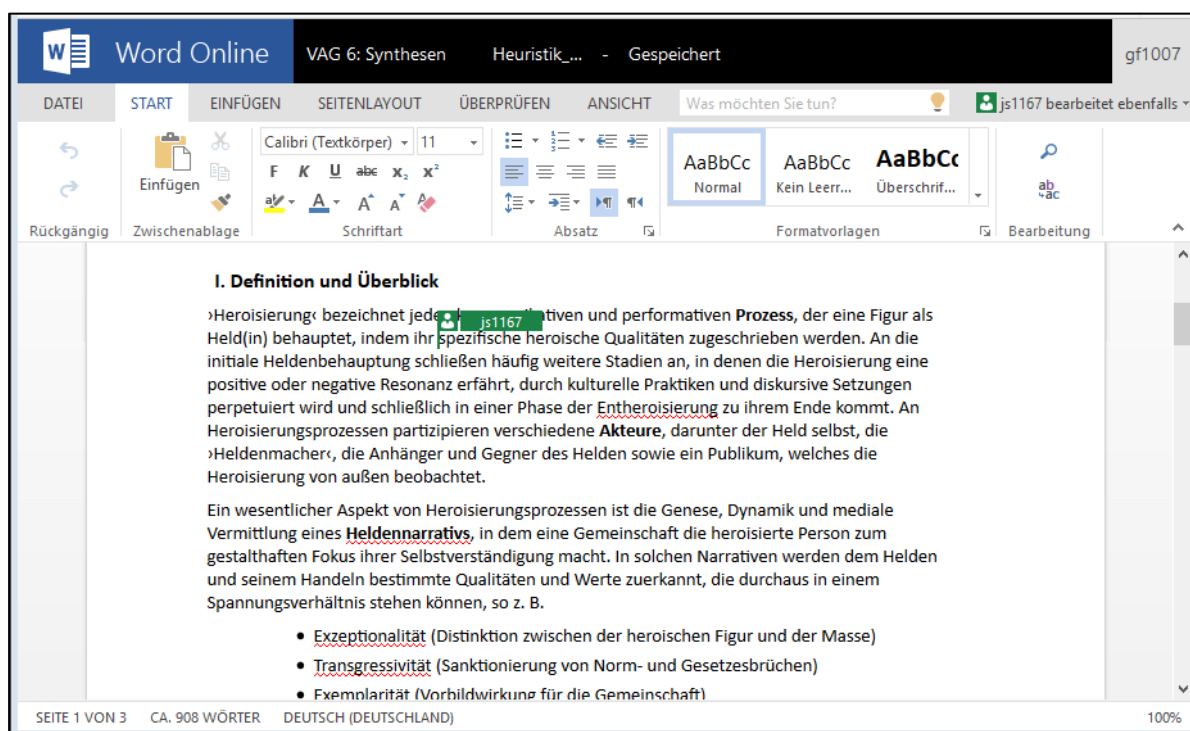 Word Online VAG 6: Synthesen Heuristik_... - Gespeichert gf1007
DATEI START EINFÜGEN SEITENLAYOUT ÜBERPRÜFEN ANSICHT Was möchten Sie tun? js1167 bearbeitet ebenfalls
Calibri (Textkörper) 11
Einfügen
F K U abc x₂ x²
AaBbCc AaBbCc AaBbCc
Normal Kein Leerr... Überschrif...
Rückgängig Zwischenablage Schriftart Absatz Formatvorlagen Bearbeitung
I. Definition und Überblick
›Heroisierung‹ bezeichnet und performativen Prozess, der eine Figur als
js1167
Held(in) behauptet, indem ihr spezifische heroische Qualitäten zugeschrieben werden. An die
initiale Heldenbehauptung schließen häufig weitere Stadien an, in denen die Heroisierung eine
positive oder negative Resonanz erfährt, durch kulturelle Praktiken und diskursive Setzungen
perpetuiert wird und schließlich in einer Phase der Entheroisierung zu ihrem Ende kommt. An
Heroisierungsprozessen partizipieren verschiedene Akteure, darunter der Held selbst, die
›Heldenmacher‹, die Anhänger und Gegner des Helden sowie ein Publikum, welches die
Heroisierung von außen beobachtet.
Ein wesentlicher Aspekt von Heroisierungsprozessen ist die Genese, Dynamik und mediale
Vermittlung eines Heldennarrativs, in dem eine Gemeinschaft die heroisierte Person zum
gestalthaften Fokus ihrer Selbstverständigung macht. In solchen Narrativen werden dem Helden
und seinem Handeln bestimmte Qualitäten und Werte zuerkannt, die durchaus in einem
Spannungsverhältnis stehen können, so z. B.
• Exzeptionalität (Distinktion zwischen der heroischen Figur und der Masse)
• Transgressivität (Sanktionierung von Norm- und Gesetzesbrüchen)
• Exemplarität (Vorbildwirkung für die Gemeinschaft)
SEITE 1 VON 3 CA. 908 WÖRTER DEUTSCH (DEUTSCHLAND) 100%